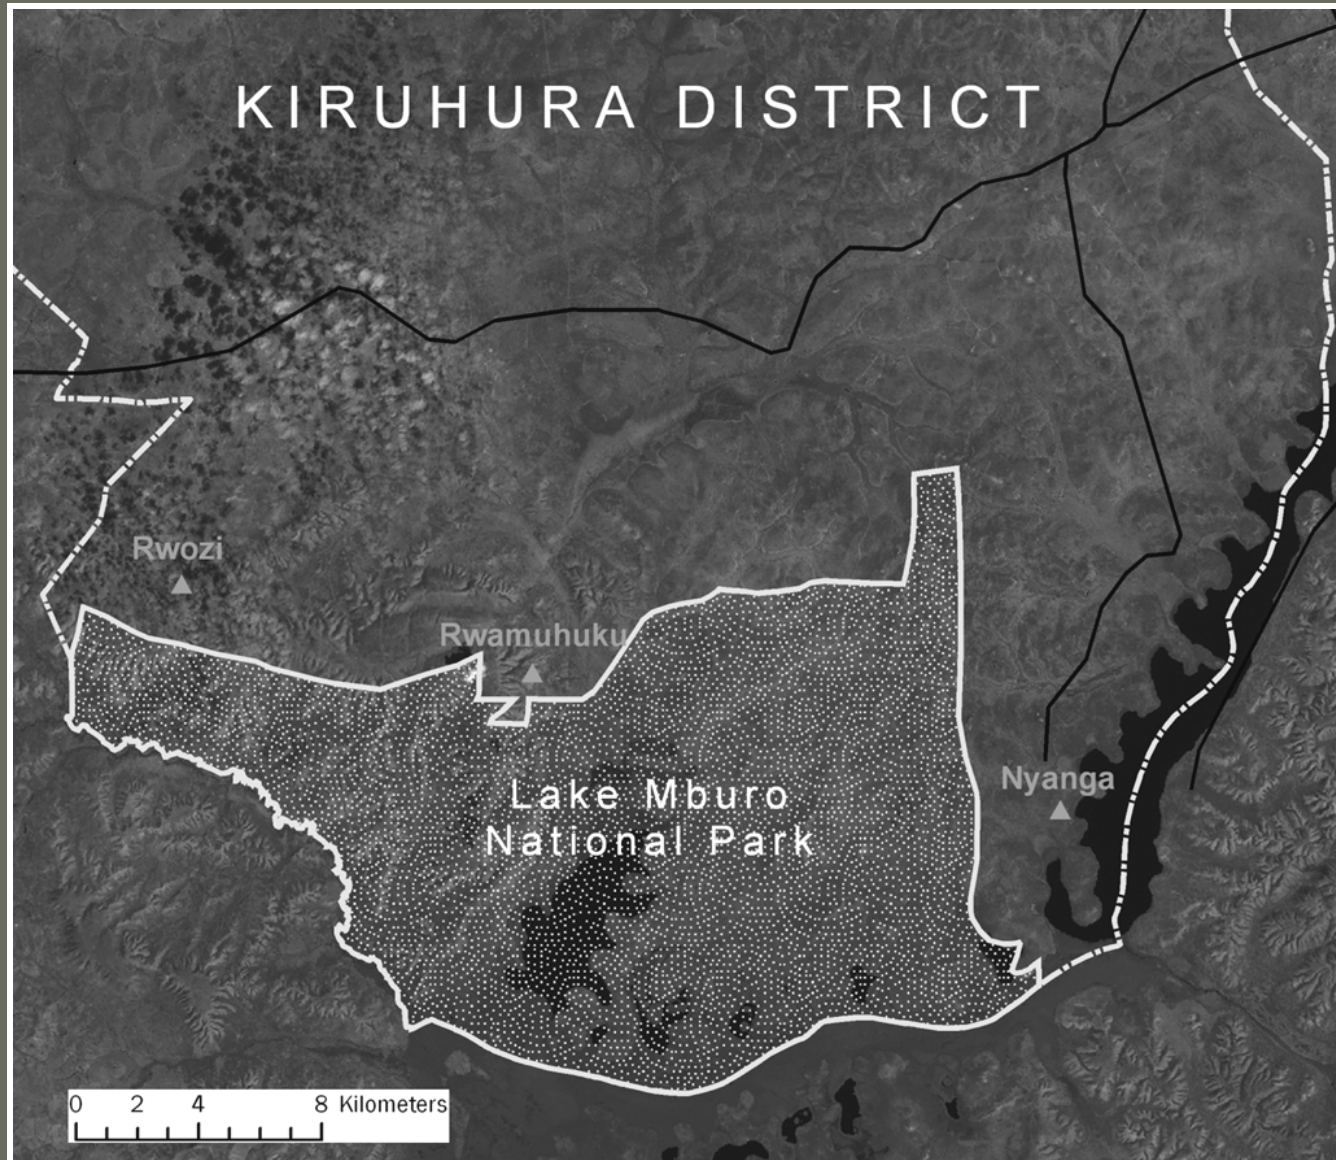 KIRUHURA DISTRICT
Rwozi
Rwamuhuku
Lake Mburo
National Park
Nyanga
0 2 4 8 Kilometers